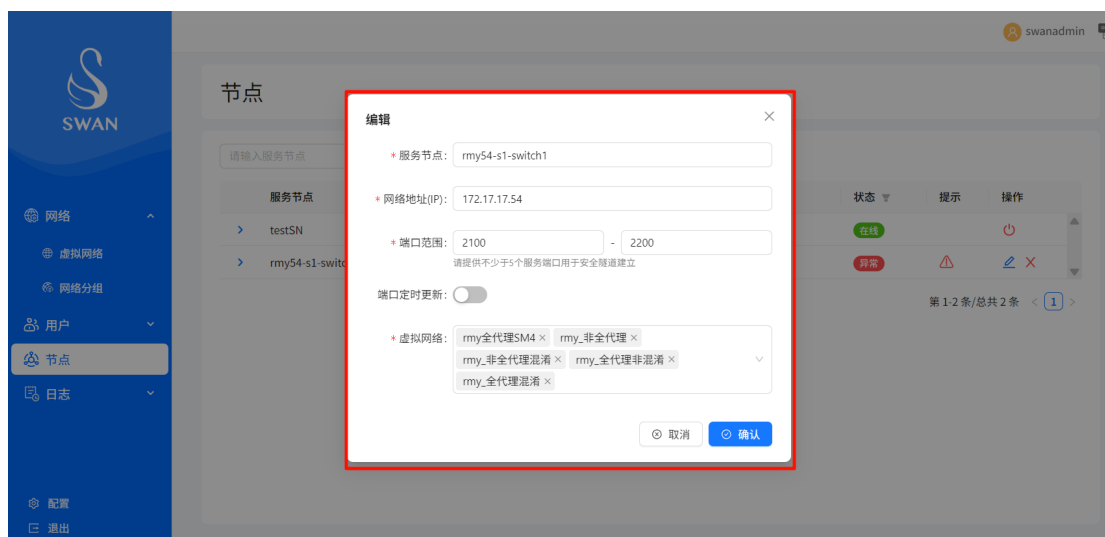 swanadmin
SWAN
节点
请输入服务节点
服务节点 状态 提示 操作
网络
testSN 在线
虚拟网络
rmy54-s1-switc 异常
网络分组
第 1-2 条/总共 2 条 < 1 >
用户
节点
日志
配置
退出
编辑
* 服务节点: rmy54-s1-switch1
* 网络地址(IP): 172.17.17.54
* 端口范围: 2100 - 2200
请提供不少于5个服务端口用于安全隧道建立
端口定时更新:
* 虚拟网络: rmy全代理SM4 × rmy_非全代理 ×
rmy_非全代理混淆 × rmy_全代理非混淆 ×
rmy_全代理混淆 ×
取消 确认